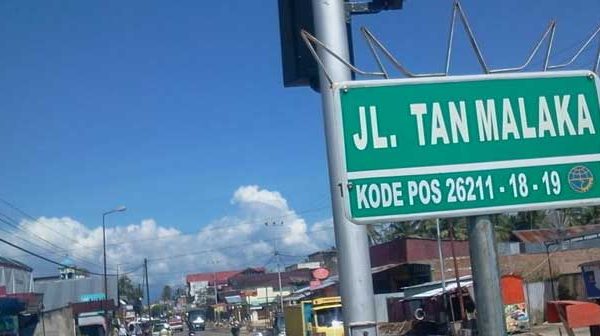 JL. TAN MALAKA
KODE POS 26211 - 18 - 19